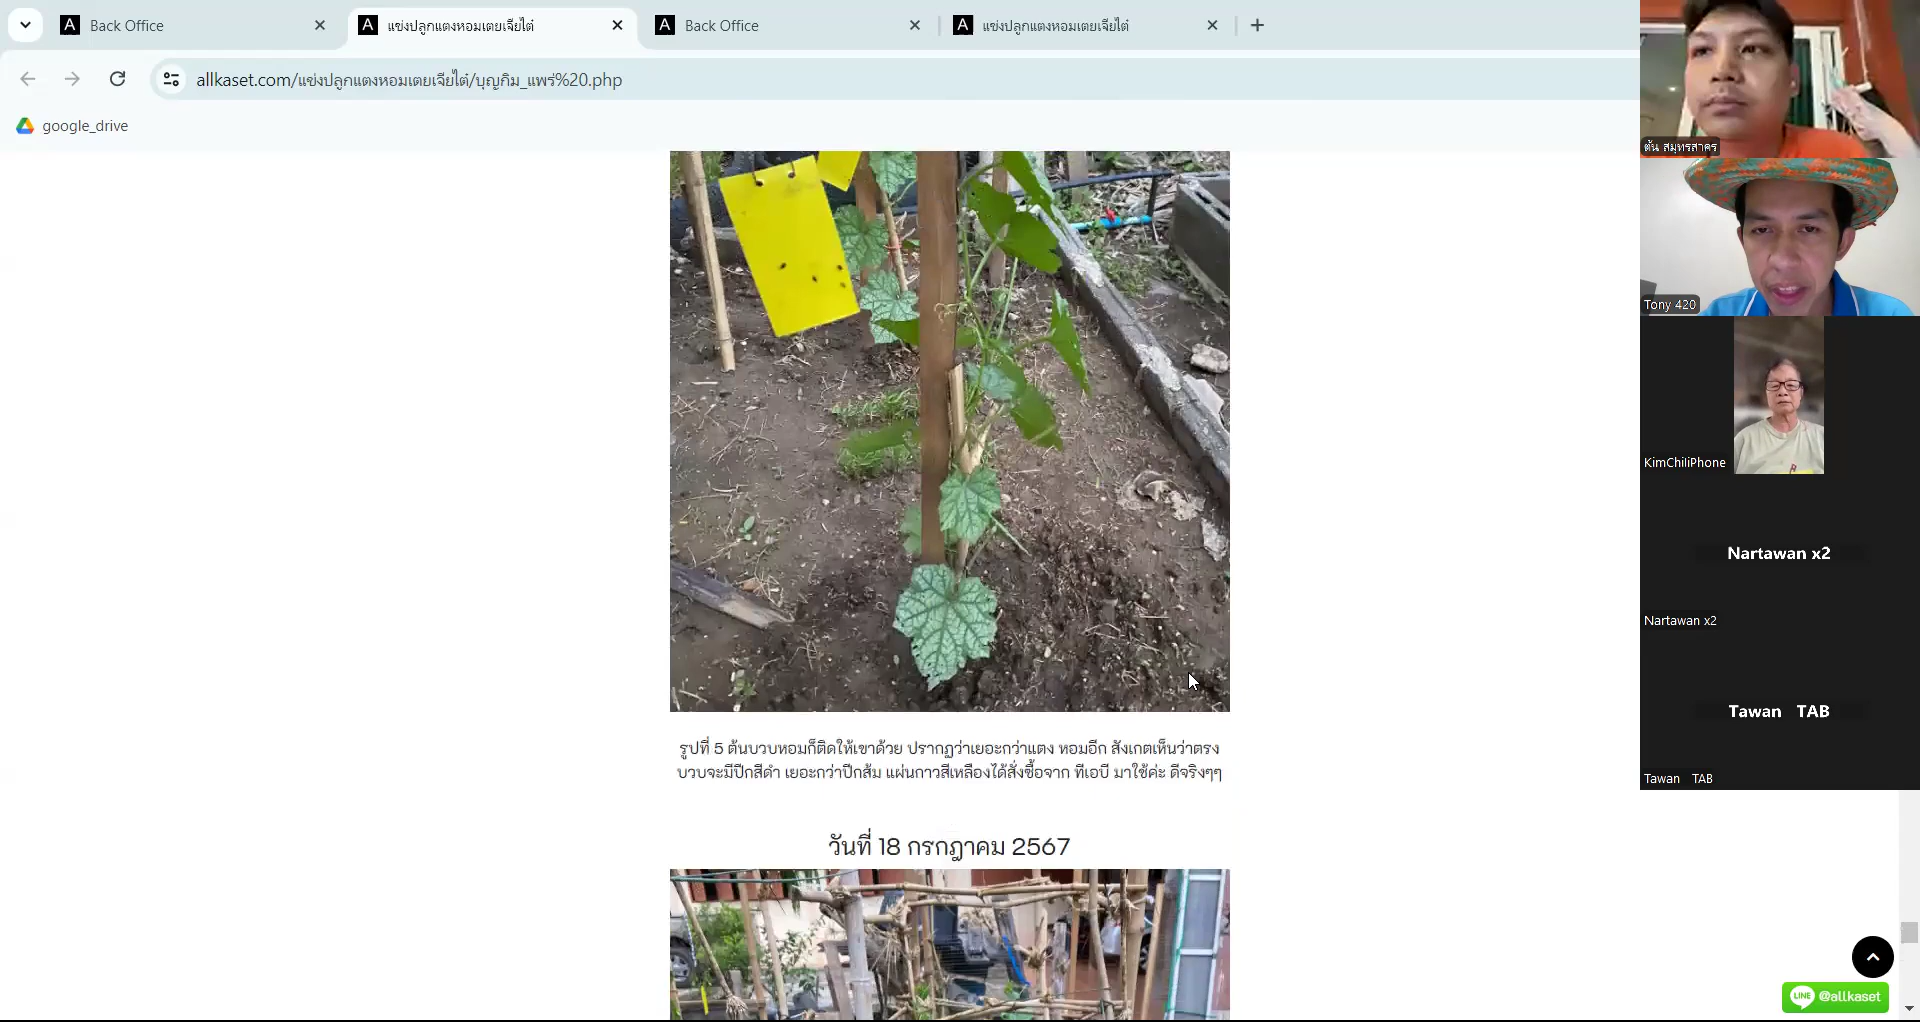 Back Office
แข่งปลูกแตงหอมเตยเจียไต๋
Back Office
แข่งปลูกแตงหอมเตยเจียไต๋
allkaset.com/แข่งปลูกแตงหอมเตยเจียไต๋/บุญกิม_แพร่%20.php
google_drive
ต้น สมุทรสาคร
Tony 420
KimChiliPhone
Nartawan x2
Nartawan x2
Tawan TAB
Tawan TAB
รูปที่ 5 ต้นบวบหอมก็ติดให้เขาด้วย ปรากฏว่าเยอะกว่าแตง หอมอีก สังเกตเห็นว่าตรง
บวบจะมีปีกสีดำ เยอะกว่าปีกส้ม แผ่นกาวสีเหลืองได้สั่งซื้อจาก ทีเอบี มาใช้ค่ะ ดีจริงๆๆ
วันที่ 18 กรกฎาคม 2567
LINE @allkaset